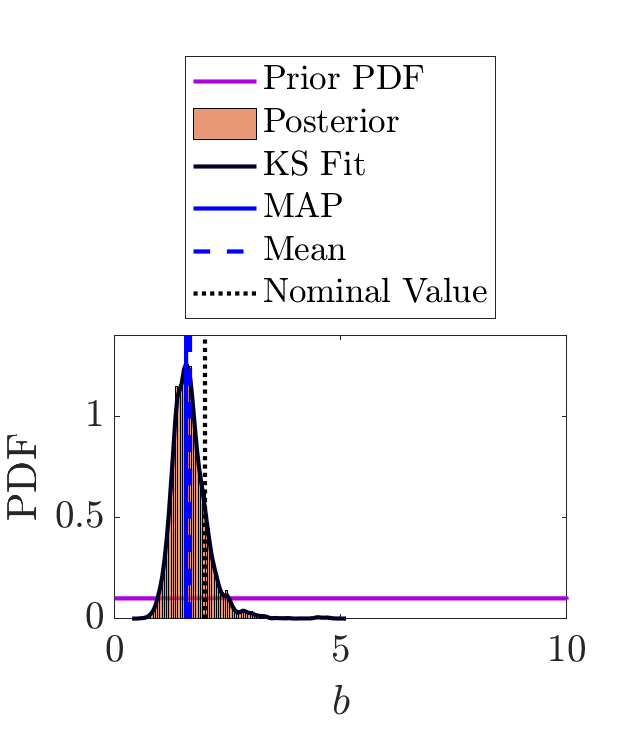 Prior PDF
Posterior
KS Fit
MAP
Mean
Nominal Value
1
0.5
0
PDF
0 5 10
b